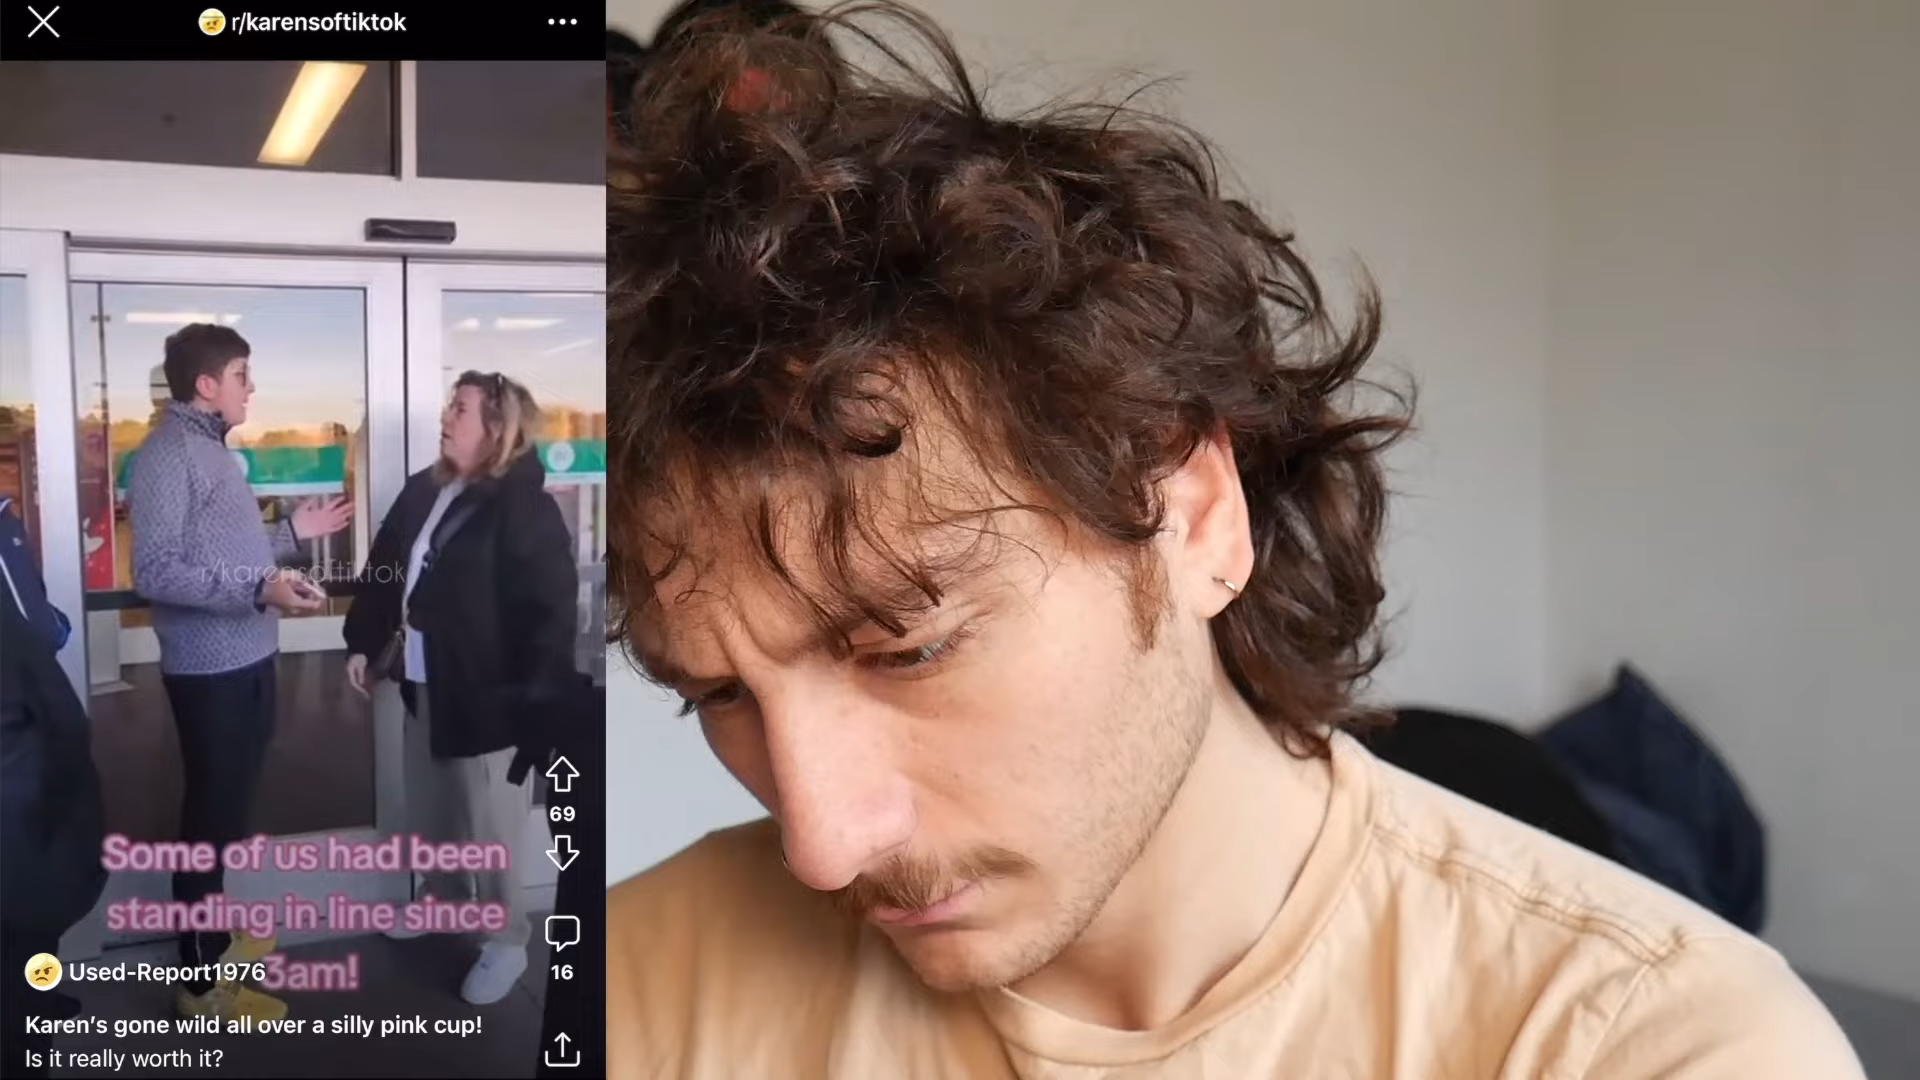 r/karensoftiktok
r/karensoftiktok
69
Some of us had been
standing in line since
3am!
16
Used-Report1976
Karen's gone wild all over a silly pink cup!
Is it really worth it?